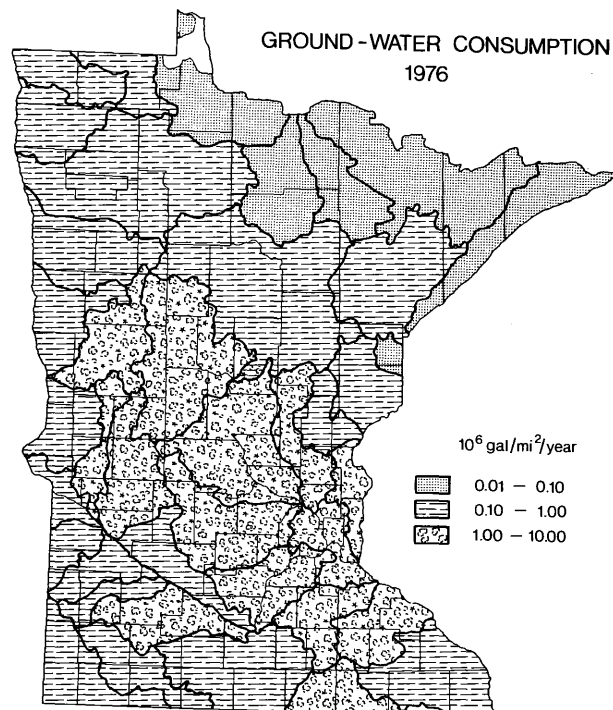 GROUND-WATER CONSUMPTION
1976
10⁶ gal/mi²/year
0.01 – 0.10
0.10 – 1.00
1.00 – 10.00